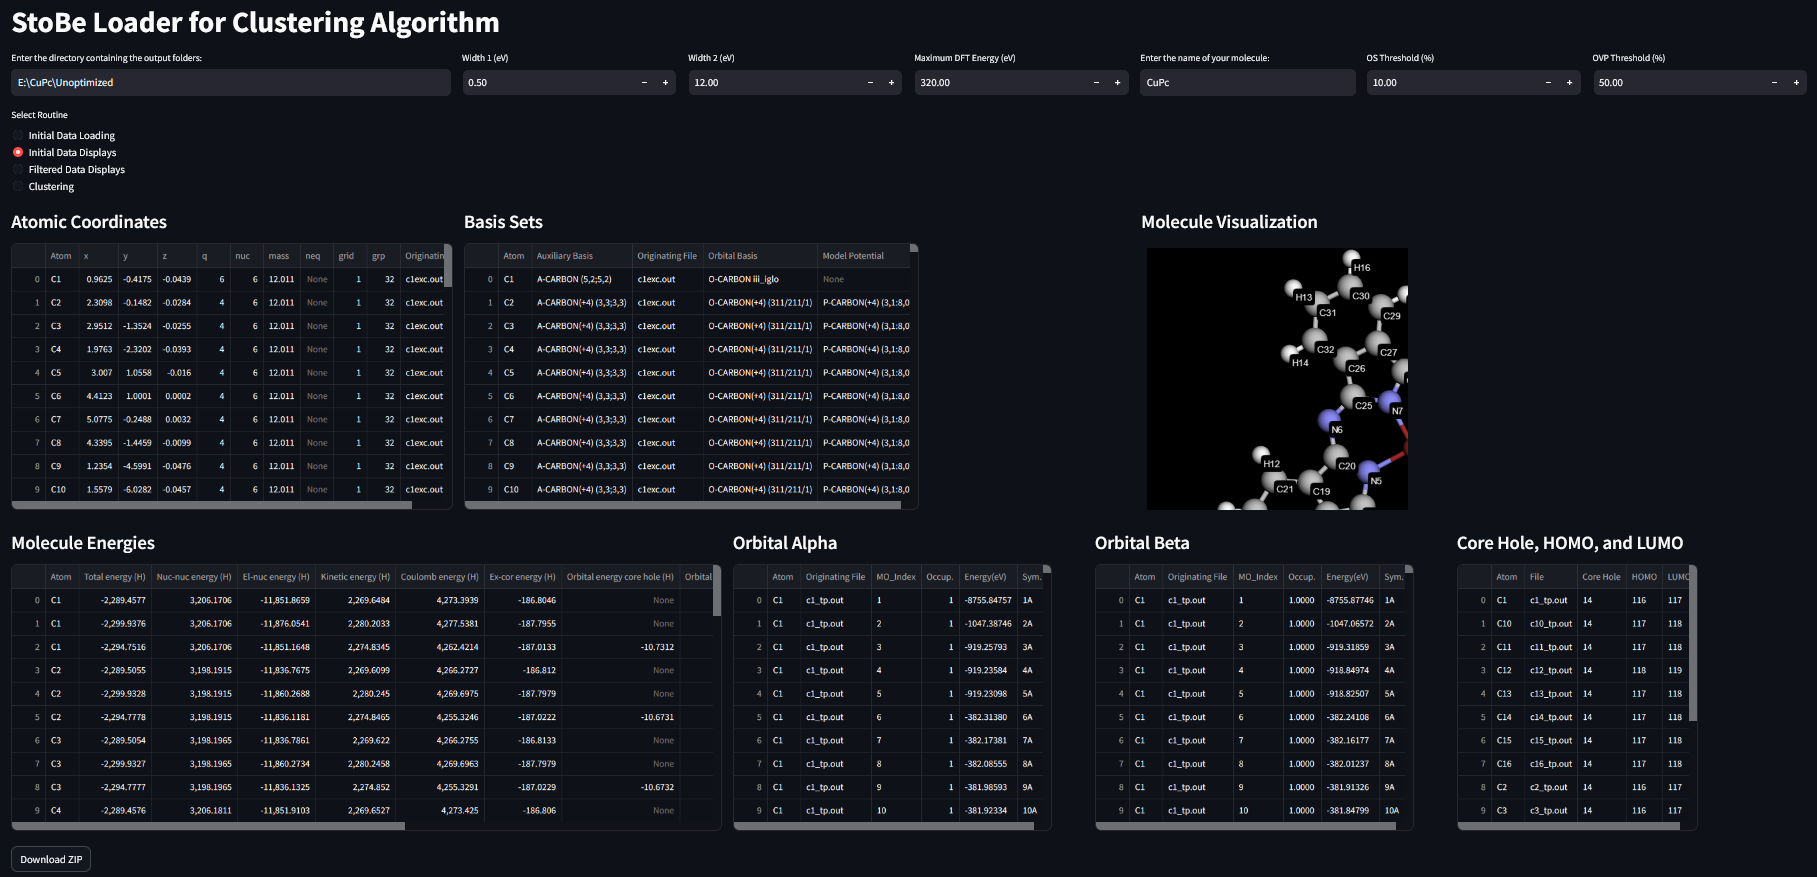 StoBe Loader for Clustering Algorithm
Enter the directory containing the output folders: Width 1 (eV) Width 2 (eV) Maximum DFT Energy (eV) Enter the name of your molecule: OS Threshold (%) OVP Threshold (%)
E:\CuPc\Unoptimized 0.50 − + 12.00 − + 320.00 − + CuPc 10.00 − + 50.00 − +
Select Routine
Initial Data Loading
Initial Data Displays
Filtered Data Displays
Clustering
Atomic Coordinates
Atom x y z q nuc mass neq grid grp Originatin
0 C1 0.9625 -0.4175 -0.0439 6 6 12.011 None 1 32 c1exc.out
1 C2 2.3098 -0.1482 -0.0284 4 6 12.011 None 1 32 c1exc.out
2 C3 2.9512 -1.3524 -0.0255 4 6 12.011 None 1 32 c1exc.out
3 C4 1.9763 -2.3202 -0.0393 4 6 12.011 None 1 32 c1exc.out
4 C5 3.007 1.0558 -0.016 4 6 12.011 None 1 32 c1exc.out
5 C6 4.4123 1.0001 0.0002 4 6 12.011 None 1 32 c1exc.out
6 C7 5.0775 -0.2488 0.0032 4 6 12.011 None 1 32 c1exc.out
7 C8 4.3395 -1.4459 -0.0099 4 6 12.011 None 1 32 c1exc.out
8 C9 1.2354 -4.5991 -0.0476 4 6 12.011 None 1 32 c1exc.out
9 C10 1.5579 -6.0282 -0.0457 4 6 12.011 None 1 32 c1exc.out
Basis Sets
Atom Auxiliary Basis Originating File Orbital Basis Model Potential
0 C1 A-CARBON (5,2;5,2) c1exc.out O-CARBON iii_iglo None
1 C2 A-CARBON(+4) (3,3;3,3) c1exc.out O-CARBON(+4) (311/211/1) P-CARBON(+4) (3,1:8,0
2 C3 A-CARBON(+4) (3,3;3,3) c1exc.out O-CARBON(+4) (311/211/1) P-CARBON(+4) (3,1:8,0
3 C4 A-CARBON(+4) (3,3;3,3) c1exc.out O-CARBON(+4) (311/211/1) P-CARBON(+4) (3,1:8,0
4 C5 A-CARBON(+4) (3,3;3,3) c1exc.out O-CARBON(+4) (311/211/1) P-CARBON(+4) (3,1:8,0
5 C6 A-CARBON(+4) (3,3;3,3) c1exc.out O-CARBON(+4) (311/211/1) P-CARBON(+4) (3,1:8,0
6 C7 A-CARBON(+4) (3,3;3,3) c1exc.out O-CARBON(+4) (311/211/1) P-CARBON(+4) (3,1:8,0
7 C8 A-CARBON(+4) (3,3;3,3) c1exc.out O-CARBON(+4) (311/211/1) P-CARBON(+4) (3,1:8,0
8 C9 A-CARBON(+4) (3,3;3,3) c1exc.out O-CARBON(+4) (311/211/1) P-CARBON(+4) (3,1:8,0
9 C10 A-CARBON(+4) (3,3;3,3) c1exc.out O-CARBON(+4) (311/211/1) P-CARBON(+4) (3,1:8,0
Molecule Visualization
H16
H13 C30
C31 C29
C32 C27
H14
C26
C25 N7
N6
H12 C20
N5
C21 C19
Molecule Energies
Atom Total energy (H) Nuc-nuc energy (H) El-nuc energy (H) Kinetic energy (H) Coulomb energy (H) Ex-cor energy (H) Orbital energy core hole (H) Orbital
0 C1 -2,289.4577 3,206.1706 -11,851.8659 2,269.6484 4,273.3939 -186.8046 None
1 C1 -2,299.9376 3,206.1706 -11,876.0541 2,280.2033 4,277.5381 -187.7955 None
2 C1 -2,294.7516 3,206.1706 -11,851.1648 2,274.8345 4,262.4214 -187.0133 -10.7312
3 C2 -2,289.5055 3,198.1915 -11,836.7675 2,269.6099 4,266.2727 -186.812 None
4 C2 -2,299.9328 3,198.1915 -11,860.2688 2,280.245 4,269.6975 -187.7979 None
5 C2 -2,294.7778 3,198.1915 -11,836.1181 2,274.8465 4,255.3246 -187.0222 -10.6731
6 C3 -2,289.5054 3,198.1965 -11,836.7861 2,269.622 4,266.2755 -186.8133 None
7 C3 -2,299.9327 3,198.1965 -11,860.2734 2,280.2458 4,269.6963 -187.7979 None
8 C3 -2,294.7777 3,198.1965 -11,836.1325 2,274.852 4,255.3291 -187.0229 -10.6732
9 C4 -2,289.4576 3,206.1811 -11,851.9103 2,269.6527 4,273.425 -186.806 None
Orbital Alpha
Atom Originating File MO_Index Occup. Energy(eV) Sym.
0 C1 c1_tp.out 1 1 -8755.84757 1A
1 C1 c1_tp.out 2 1 -1047.38746 2A
2 C1 c1_tp.out 3 1 -919.25793 3A
3 C1 c1_tp.out 4 1 -919.23584 4A
4 C1 c1_tp.out 5 1 -919.23098 5A
5 C1 c1_tp.out 6 1 -382.31380 6A
6 C1 c1_tp.out 7 1 -382.17381 7A
7 C1 c1_tp.out 8 1 -382.08555 8A
8 C1 c1_tp.out 9 1 -381.98593 9A
9 C1 c1_tp.out 10 1 -381.92334 10A
Orbital Beta
Atom Originating File MO_Index Occup. Energy(eV) Sym.
0 C1 c1_tp.out 1 1.0000 -8755.87746 1A
1 C1 c1_tp.out 2 1.0000 -1047.06572 2A
2 C1 c1_tp.out 3 1.0000 -919.31859 3A
3 C1 c1_tp.out 4 1.0000 -918.84974 4A
4 C1 c1_tp.out 5 1.0000 -918.82507 5A
5 C1 c1_tp.out 6 1.0000 -382.24108 6A
6 C1 c1_tp.out 7 1.0000 -382.16177 7A
7 C1 c1_tp.out 8 1.0000 -382.01237 8A
8 C1 c1_tp.out 9 1.0000 -381.91326 9A
9 C1 c1_tp.out 10 1.0000 -381.84799 10A
Core Hole, HOMO, and LUMO
Atom File Core Hole HOMO LUMO
0 C1 c1_tp.out 14 116 117
1 C10 c10_tp.out 14 117 118
2 C11 c11_tp.out 14 117 118
3 C12 c12_tp.out 14 118 119
4 C13 c13_tp.out 14 117 118
5 C14 c14_tp.out 14 117 118
6 C15 c15_tp.out 14 117 118
7 C16 c16_tp.out 14 117 118
8 C2 c2_tp.out 14 116 117
9 C3 c3_tp.out 14 116 117
Download ZIP